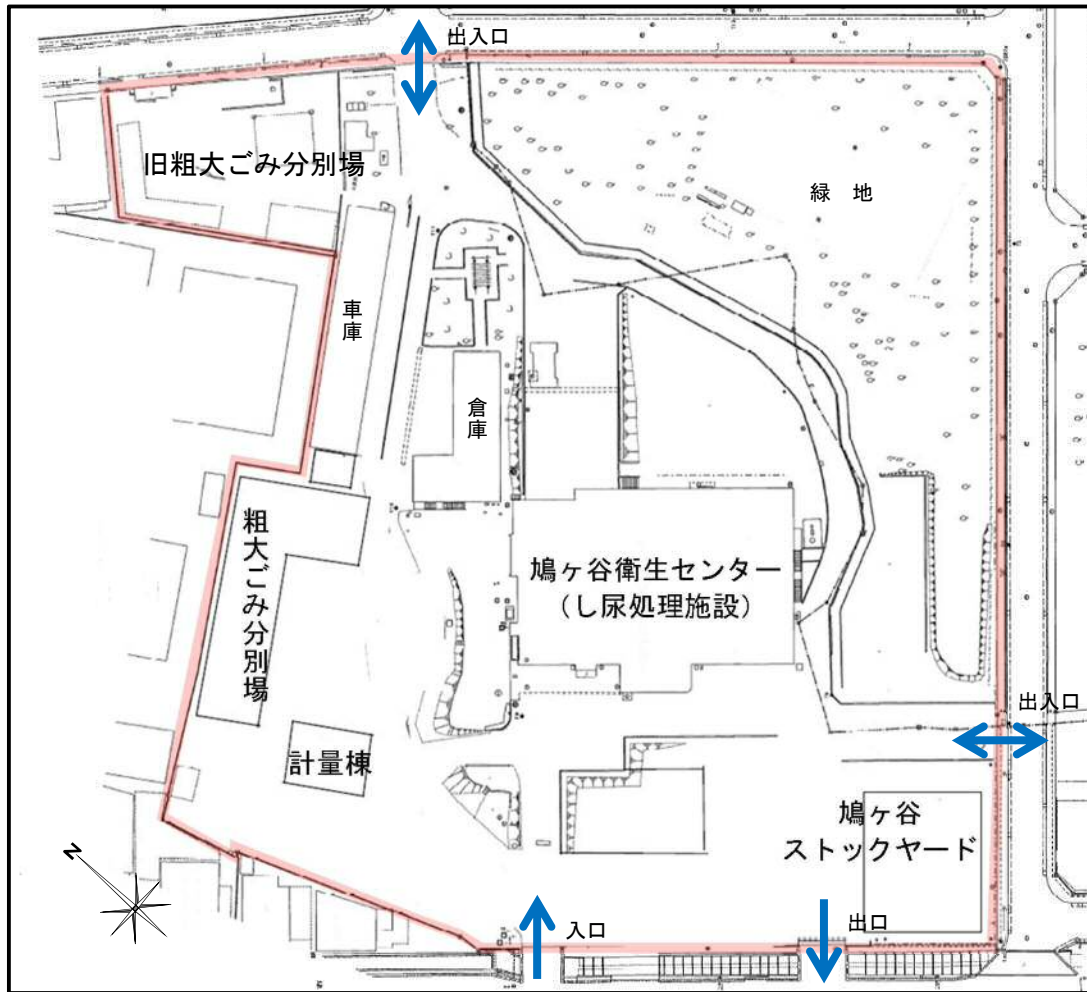 出入口
旧粗大ごみ分別場
緑 地
車庫
倉庫
鳩ヶ谷衛生センター
（し尿処理施設）
粗大ごみ分別場
出入口
計量棟
鳩ヶ谷
ストックヤード
N
入口
出口